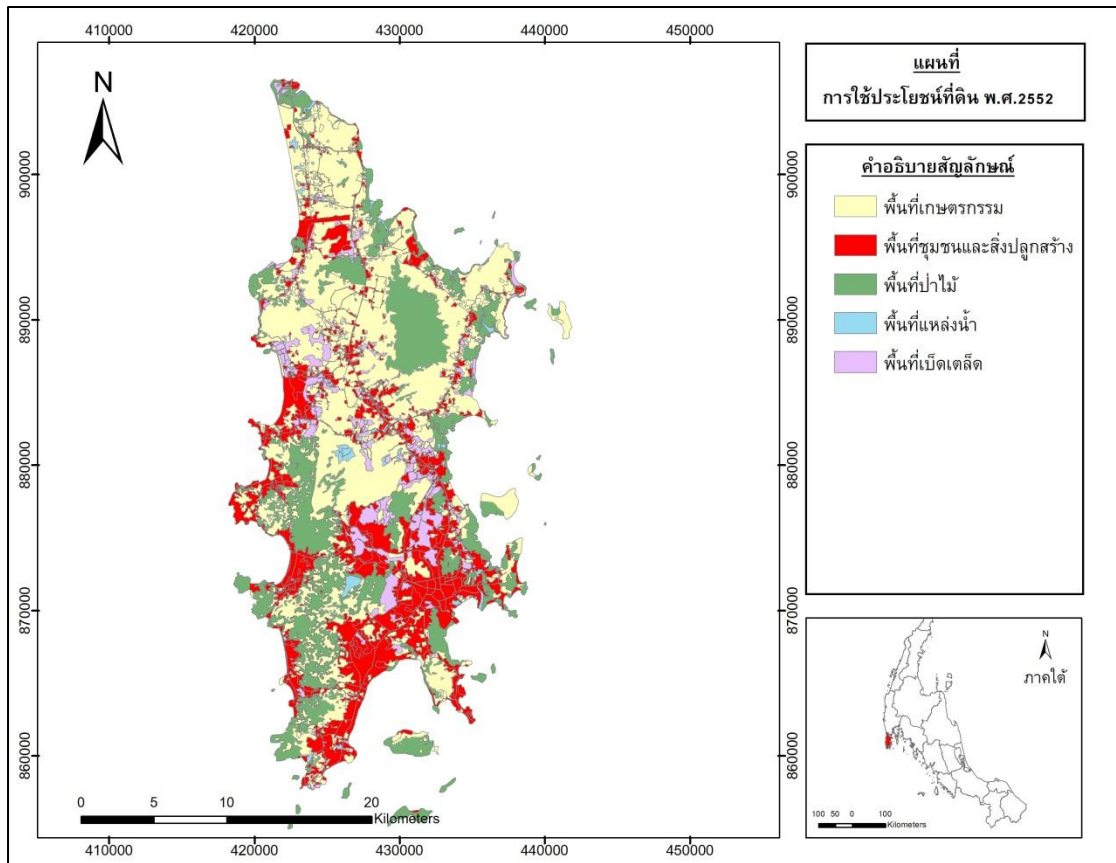 410000 420000 430000 440000 450000
N
แผนที่
การใช้ประโยชน์ที่ดิน พ.ศ.2552
คำอธิบายสัญลักษณ์
พื้นที่เกษตรกรรม
พื้นที่ชุมชนและสิ่งปลูกสร้าง
พื้นที่ป่าไม้
พื้นที่แหล่งน้ำ
พื้นที่เบ็ดเตล็ด
900000 900000
890000 890000
880000 880000
870000 870000
860000 860000
N
ภาคใต้
100 50 0 100
Kilometers
0 5 10 20
Kilometers
410000 420000 430000 440000 450000